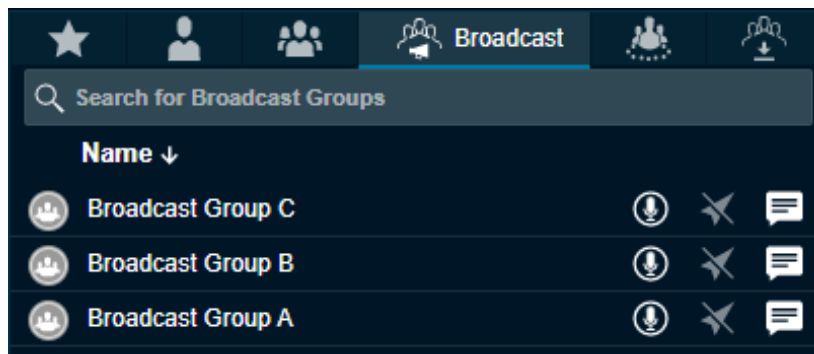 Broadcast
Search for Broadcast Groups
Name ↓
Broadcast Group C
Broadcast Group B
Broadcast Group A